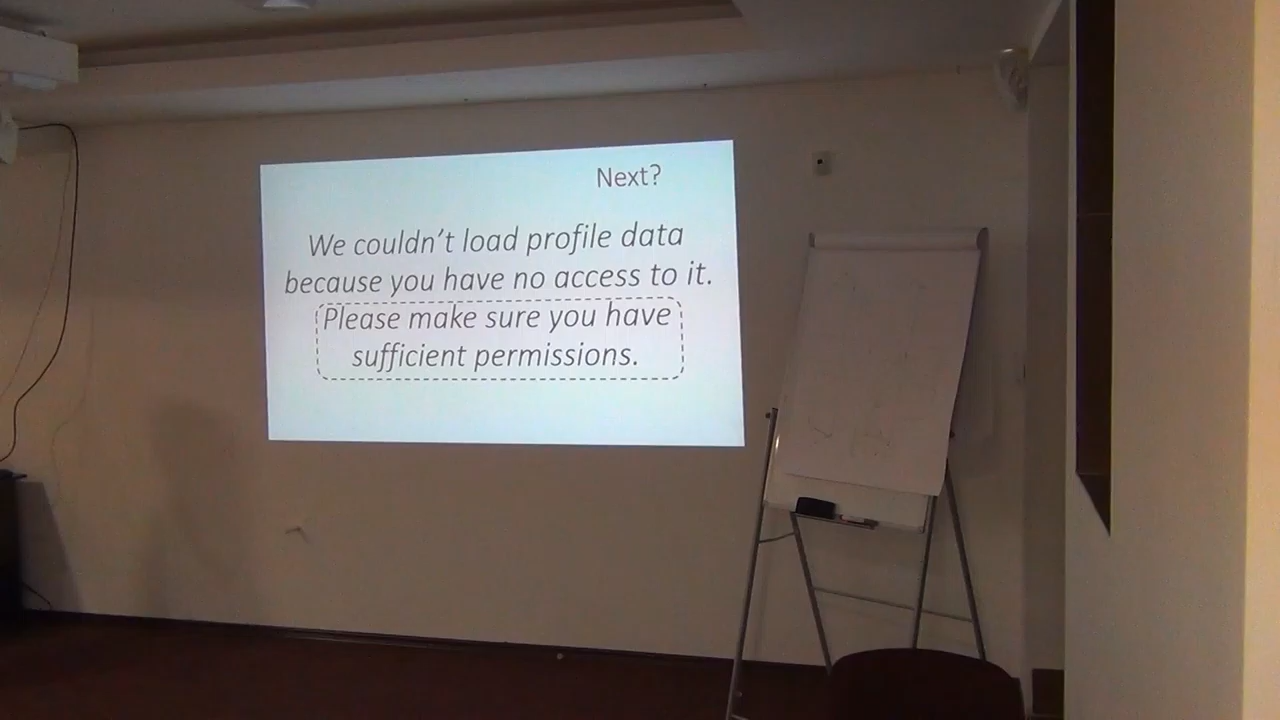 Next?
We couldn't load profile data
because you have no access to it.
Please make sure you have
sufficient permissions.